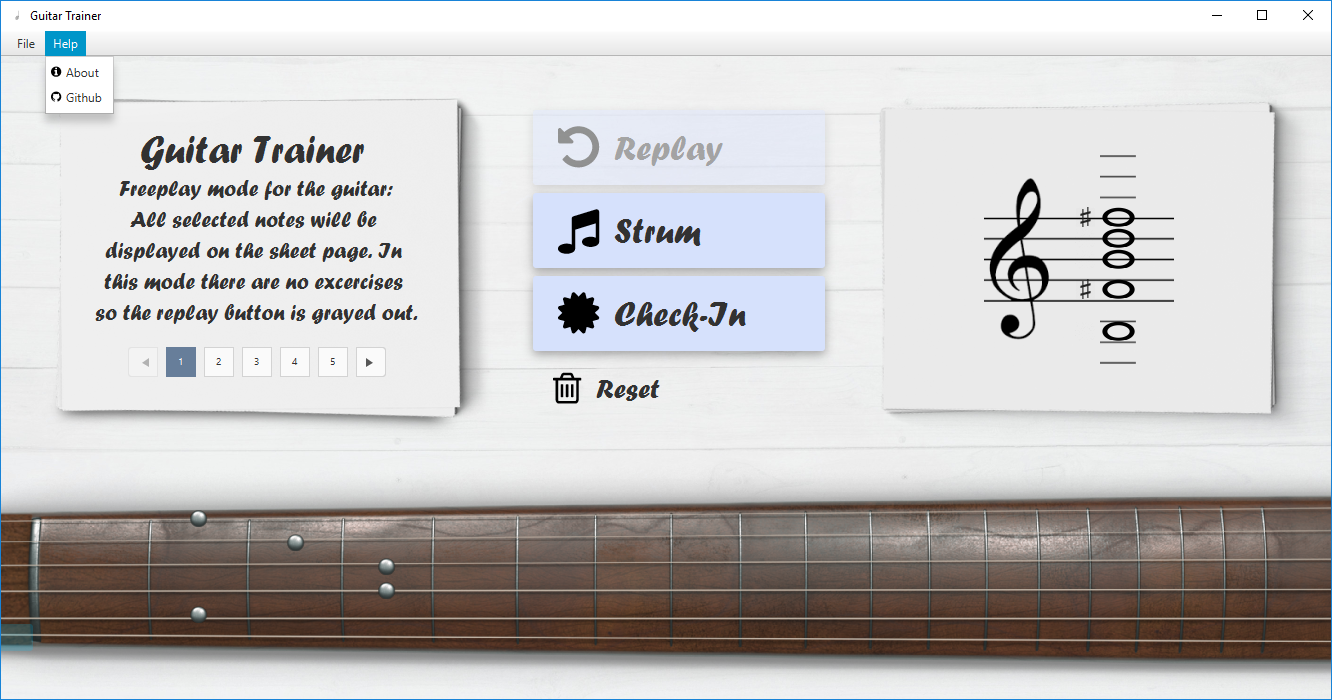 Guitar Trainer
File Help
About
Github
Guitar Trainer
Freeplay mode for the guitar:
All selected notes will be
displayed on the sheet page. In
this mode there are no excercises
so the replay button is grayed out.
1 2 3 4 5
Replay
Strum
Check-In
Reset